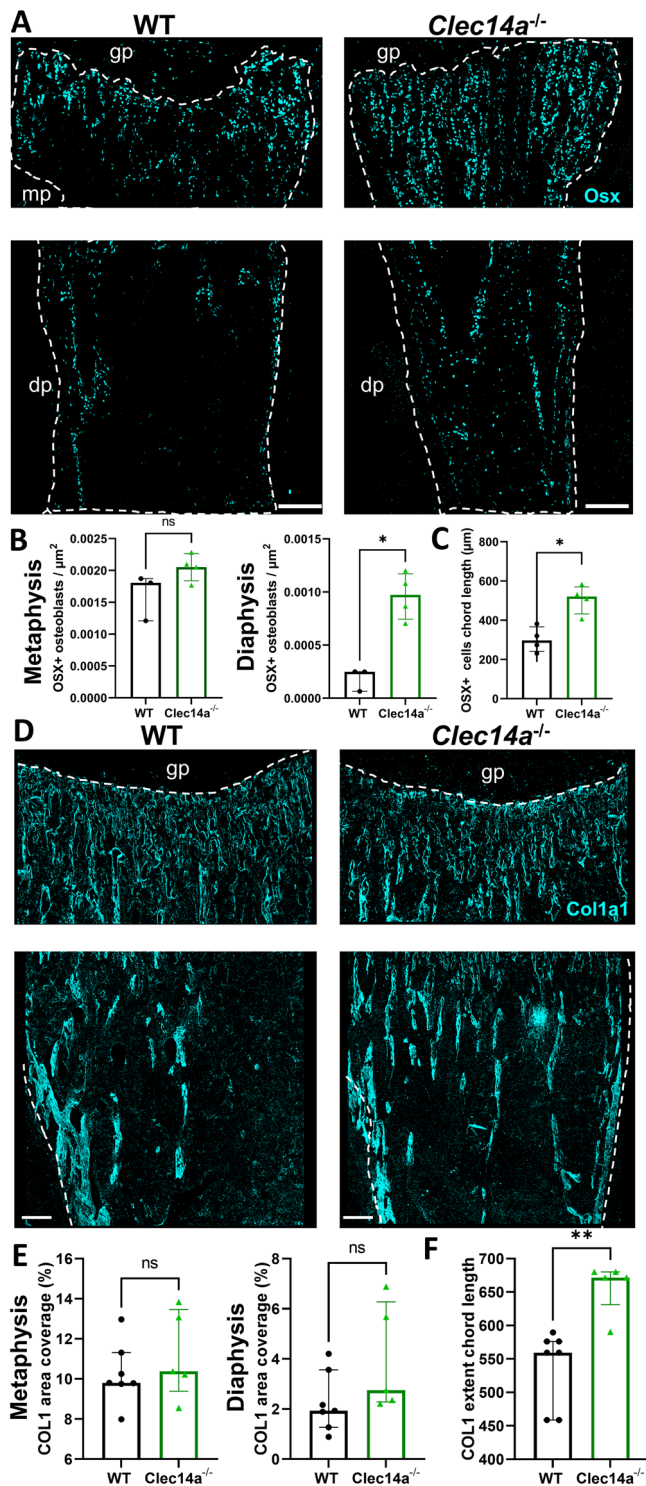 A
WT
Clec14a-/-
gp
gp
mp
Osx
dp
dp
B
Metaphysis
OSX+ osteoblasts / µm²
0.0025
0.0020
0.0015
0.0010
0.0005
0.0000
ns
WT
Clec14a-/-
Diaphysis
OSX+ osteoblasts / µm²
0.0015
0.0010
0.0005
0.0000
*
WT
Clec14a-/-
C
OSX+ cells chord length (µm)
800
600
400
200
0
*
WT
Clec14a-/-
D
WT
Clec14a-/-
gp
gp
Col1a1
E
Metaphysis
COL1 area coverage (%)
16
14
12
10
8
6
ns
WT
Clec14a-/-
Diaphysis
COL1 area coverage (%)
8
6
4
2
0
ns
WT
Clec14a-/-
F
COL1 extent chord length
700
650
600
550
500
450
400
**
WT
Clec14a-/-